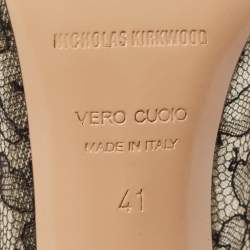 NICHOLAS KIRKWOOD
VERO CUOIO
MADE IN ITALY
41